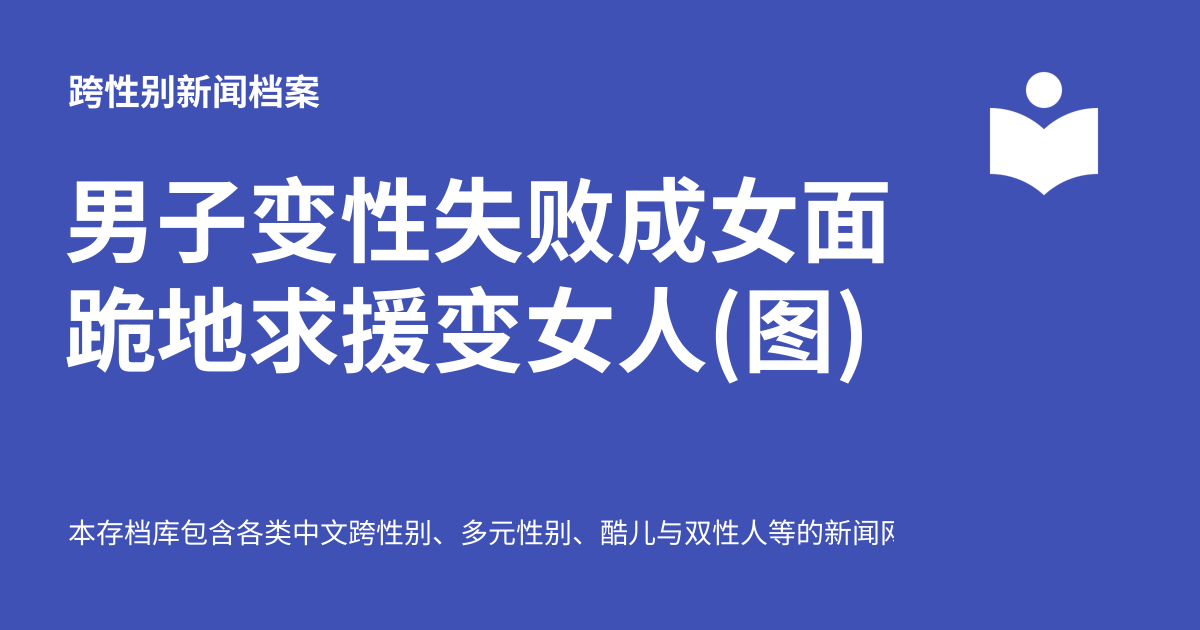 跨性别新闻档案
男子变性失败成女面
跪地求援变女人(图)
本存档库包含各类中文跨性别、多元性别、酷儿与双性人等的新闻